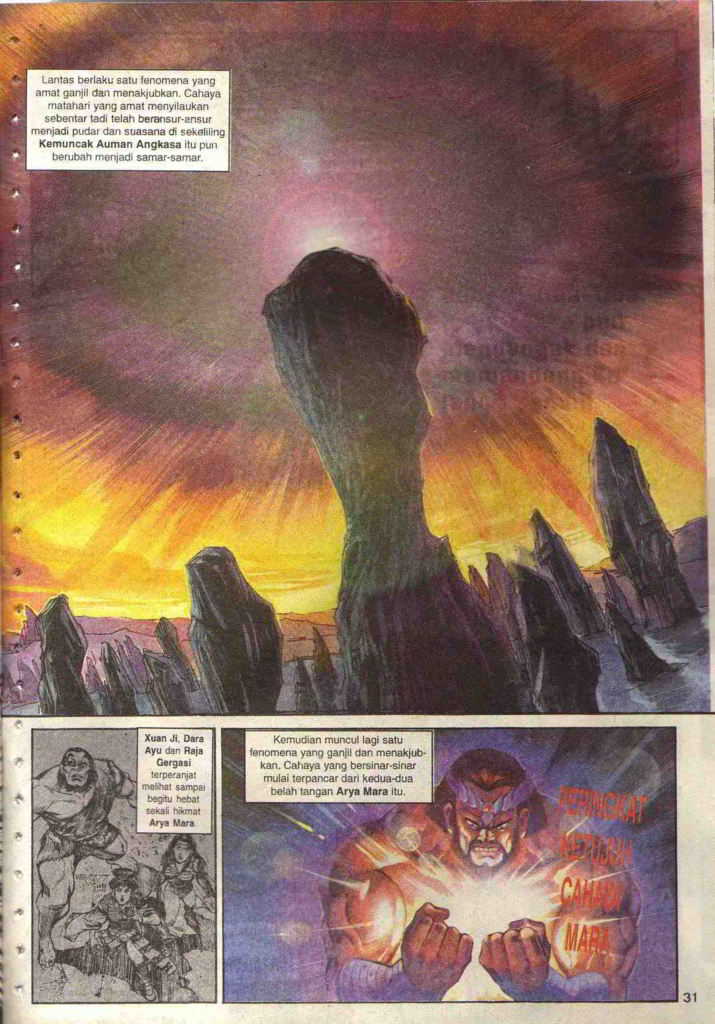 Lantas berlaku satu fenomena yang
amat ganjil dan menakjubkan. Cahaya
matahari yang amat menyilaukan
sebentar tadi telah beransur-ansur
menjadi pudar dan suasana di sekeliling
Kemuncak Auman Angkasa itu pun
berubah menjadi samar-samar.
Xuan Ji, Dara
Ayu dan Raja
Gergasi
terperanjat
melihat sampai
begitu hebat
sekali hikmat
Arya Mara.
Kemudian muncul lagi satu
fenomena yang ganjil dan menakjub-
kan. Cahaya yang bersinar-sinar
mulai terpancar dari kedua-dua
belah tangan Arya Mara itu.
PERINGKAT
KETUJUH
CAHAYA
MARA
31